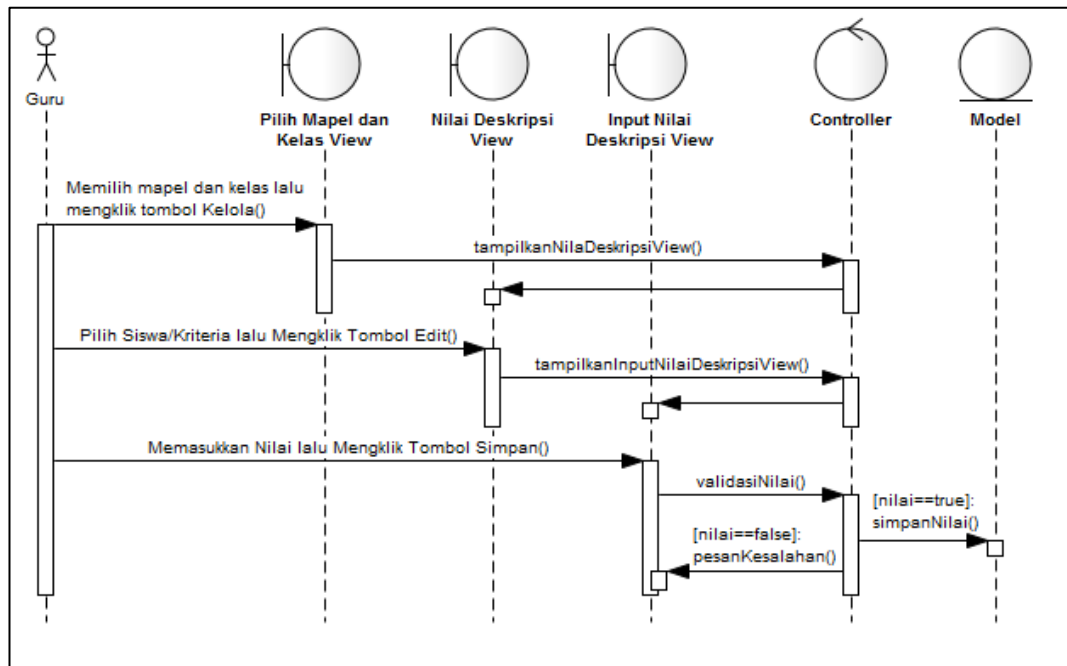 Guru
Pilih Mapel dan
Kelas View
Nilai Deskripsi
View
Input Nilai
Deskripsi View
Controller
Model
Memilih mapel dan kelas lalu
mengklik tombol Kelola()
tampilkanNilaDeskripsiView()
Pilih Siswa/Kriteria lalu Mengklik Tombol Edit()
tampilkanInputNilaiDeskripsiView()
Memasukkan Nilai lalu Mengklik Tombol Simpan()
validasiNilai()
[nilai==true]:
simpanNilai()
[nilai==false]:
pesanKesalahan()